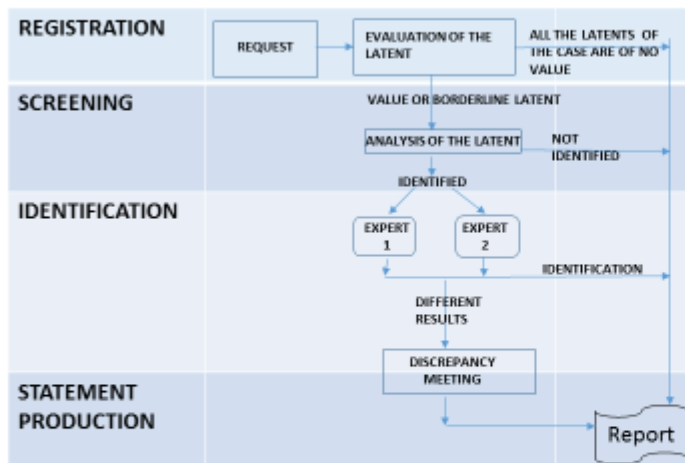 REGISTRATION
REQUEST
EVALUATION OF THE
LATENT
ALL THE LATENTS OF
THE CASE ARE OF NO
VALUE
SCREENING
VALUE OR BORDERLINE LATENT
ANALYSIS OF THE LATENT
NOT
IDENTIFIED
IDENTIFIED
IDENTIFICATION
EXPERT
1
EXPERT
2
IDENTIFICATION
DIFFERENT
RESULTS
DISCREPANCY
MEETING
STATEMENT
PRODUCTION
Report